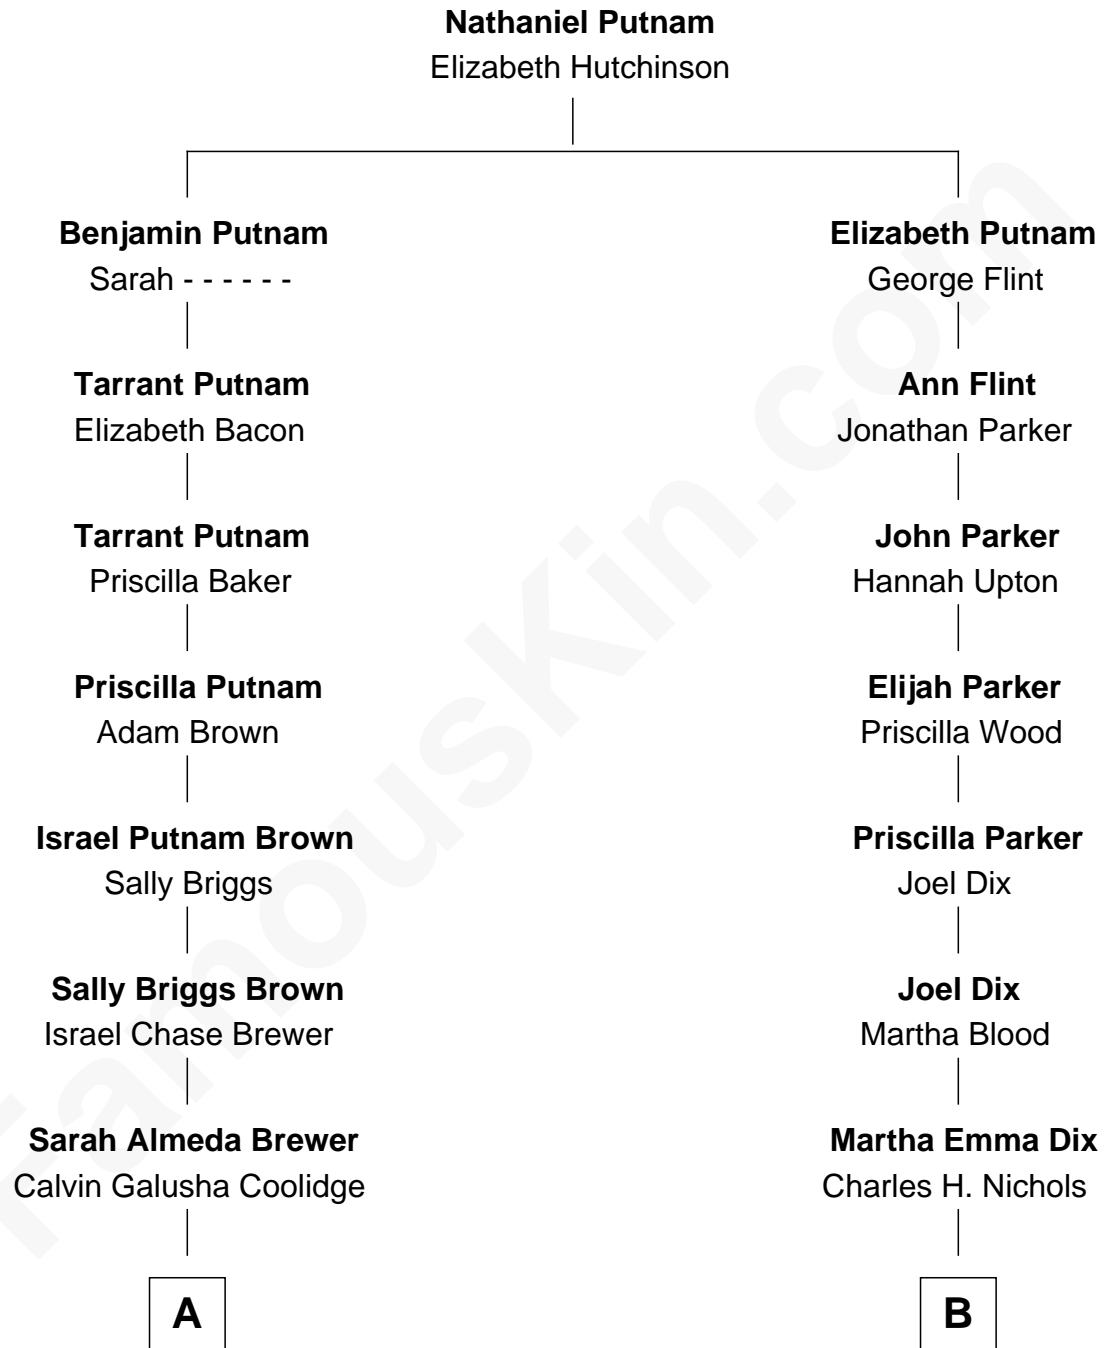 Nathaniel Putnam
Elizabeth Hutchinson
Benjamin Putnam
Sarah - - - - - -
Elizabeth Putnam
George Flint
Tarrant Putnam
Elizabeth Bacon
Ann Flint
Jonathan Parker
Tarrant Putnam
Priscilla Baker
John Parker
Hannah Upton
Priscilla Putnam
Adam Brown
Elijah Parker
Priscilla Wood
Israel Putnam Brown
Sally Briggs
Priscilla Parker
Joel Dix
Sally Briggs Brown
Israel Chase Brewer
Joel Dix
Martha Blood
Sarah Almeda Brewer
Calvin Galusha Coolidge
Martha Emma Dix
Charles H. Nichols
A
B
FamousKin.com